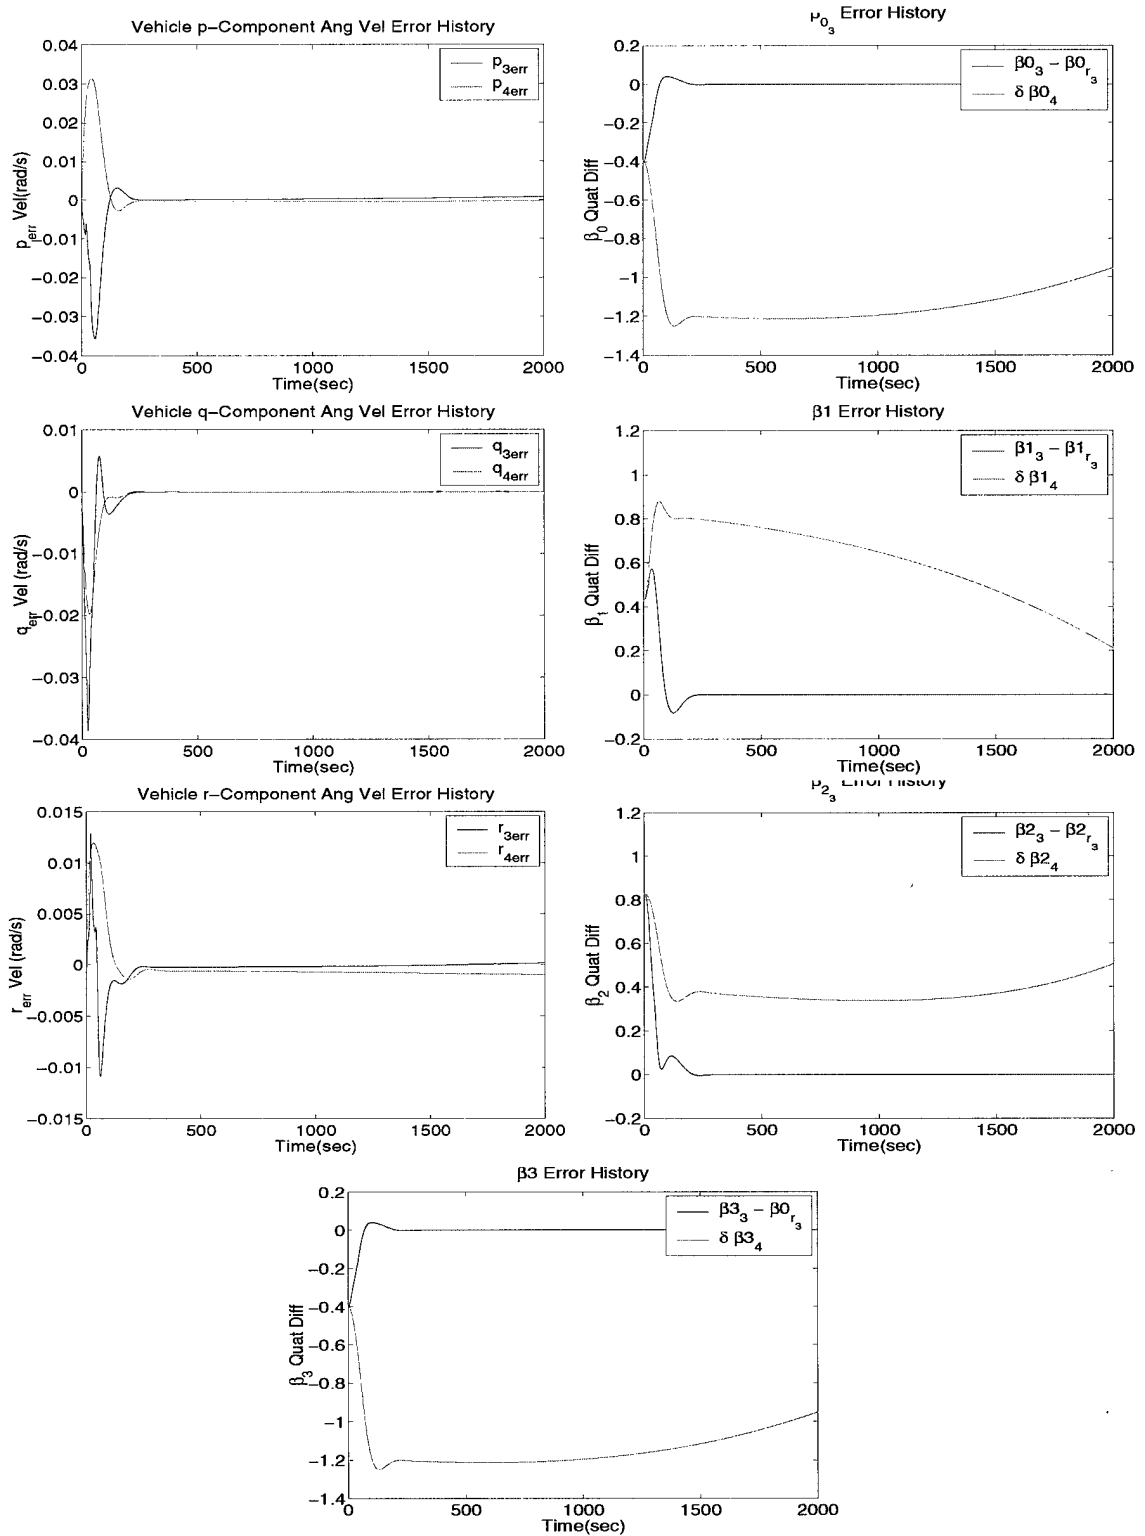 Vehicle p−Component Ang Vel Error History
0.04
0.03
0.02
0.01
0
−0.01
−0.02
−0.03
−0.04
p_err Vel(rad/s)
p_3err
p_4err
0 500 1000 1500 2000
Time(sec)
Error History
0.2
0
−0.2
−0.4
−0.6
−0.8
−1
−1.2
−1.4
β_0 Quat Diff
β0_3 − β0_r_3
δ β0_4
0 500 1000 1500 2000
Time(sec)
Vehicle q−Component Ang Vel Error History
0.01
0
−0.01
−0.02
−0.03
−0.04
q_err Vel (rad/s)
q_3err
q_4err
0 500 1000 1500 2000
Time(sec)
β1 Error History
1.2
1
0.8
0.6
0.4
0.2
0
−0.2
β_1 Quat Diff
β1_3 − β1_r_3
δ β1_4
0 500 1000 1500 2000
Time(sec)
Vehicle r−Component Ang Vel Error History
0.015
0.01
0.005
0
−0.005
−0.01
−0.015
r_err Vel (rad/s)
r_3err
r_4err
0 500 1000 1500 2000
Time(sec)
Error History
1.2
1
0.8
0.6
0.4
0.2
0
−0.2
β_2 Quat Diff
β2_3 − β2_r_3
δ β2_4
0 500 1000 1500 2000
Time(sec)
β3 Error History
0.2
0
−0.2
−0.4
−0.6
−0.8
−1
−1.2
−1.4
β_3 Quat Diff
β3_3 − β0_r_3
δ β3_4
0 500 1000 1500 2000
Time(sec)